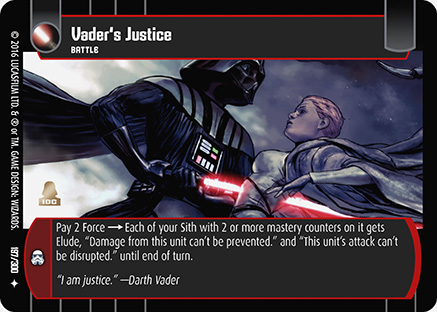 Vader's Justice
BATTLE
© 2016 LUCASFILM LTD. & ® or TM. GAME DESIGN: WIZARDS.
187/300
100
Pay 2 Force → Each of your Sith with 2 or more mastery counters on it gets
Elude, “Damage from this unit can't be prevented.” and “This unit's attack can't
be disrupted.” until end of turn.
“I am justice.” —Darth Vader